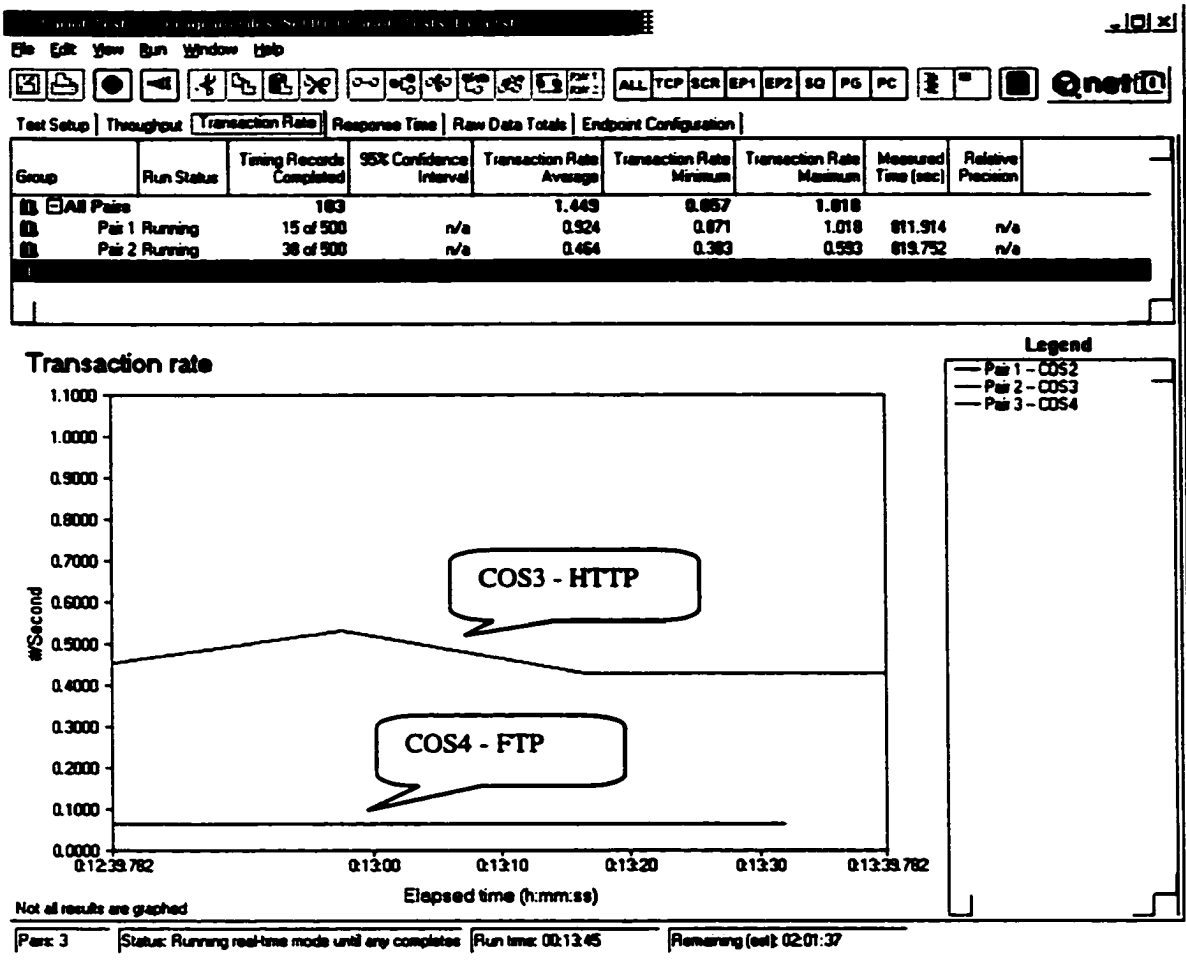 File Edit View Run Window Help
ALL TCP SCR EP1 EP2 SQ PG PC
Test Setup Throughput Transaction Rate Response Time Raw Data Totals Endpoint Configuration
Group Run Status Timing Records Completed 95% Confidence Interval Transaction Rate Average Transaction Rate Minimum Transaction Rate Maximum Measured Time (sec) Relative Precision
All Pairs 183 1.449 0.057 1.018
Pair 1 Running 15 of 500 n/a 0.924 0.871 1.018 811.914 n/a
Pair 2 Running 38 of 500 n/a 0.464 0.383 0.593 819.752 n/a
Transaction rate
Legend
Pair 1 – COS2
Pair 2 – COS3
Pair 3 – COS4
1.1000
1.0000
0.9000
0.8000
0.7000
0.6000
0.5000
0.4000
0.3000
0.2000
0.1000
0.0000
#/Second
COS3 - HTTP
COS4 - FTP
0:12:39.782 0:13:00 0:13:10 0:13:20 0:13:30 0:13:39.782
Elapsed time (h:mm:ss)
Not all results are graphed
Pairs: 3 Status: Running real-time mode until any completes Run time: 00:13:45 Remaining (est): 02:01:37